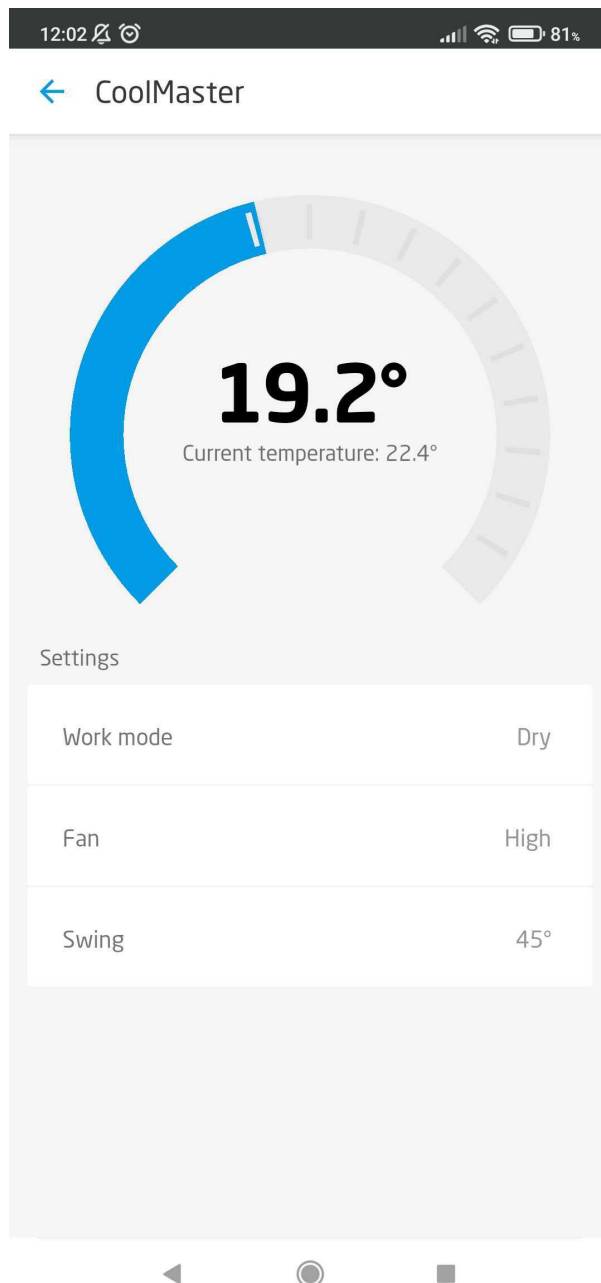 12:02 81%
CoolMaster
19.2°
Current temperature: 22.4°
Settings
Work mode Dry
Fan High
Swing 45°